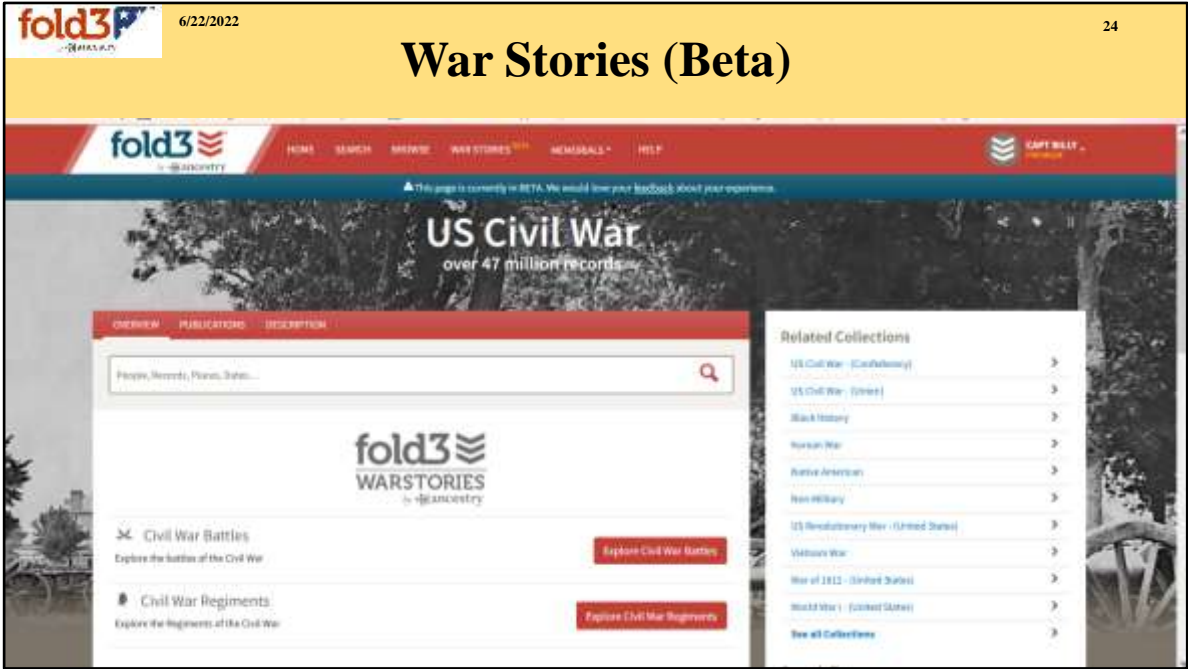 fold3
by ancestry
6/22/2022
24
War Stories (Beta)
fold3
by ancestry
HOME SEARCH BROWSE WAR STORIES BETA MEMORIALS HELP
CAPT BILLY
This page is currently in BETA. We would love your feedback about your experience.
US Civil War
over 47 million records
OVERVIEW PUBLICATIONS DESCRIPTION
People, Records, Places, Dates...
fold3
WARSTORIES
by ancestry
Civil War Battles
Explore the battles of the Civil War
Explore Civil War Battles
Civil War Regiments
Explore the Regiments of the Civil War
Explore Civil War Regiments
Related Collections
US Civil War - (Confederacy)
US Civil War - (Union)
Black History
Korean War
Native American
Non-Military
US Revolutionary War - (United States)
Vietnam War
War of 1812 - (United States)
World War I - (United States)
See all Collections